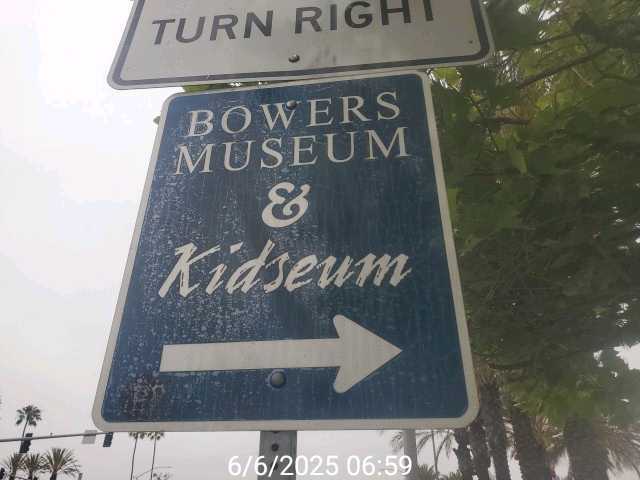 TURN RIGHT
BOWERS
MUSEUM
&
Kidseum
6/6/2025 06:59